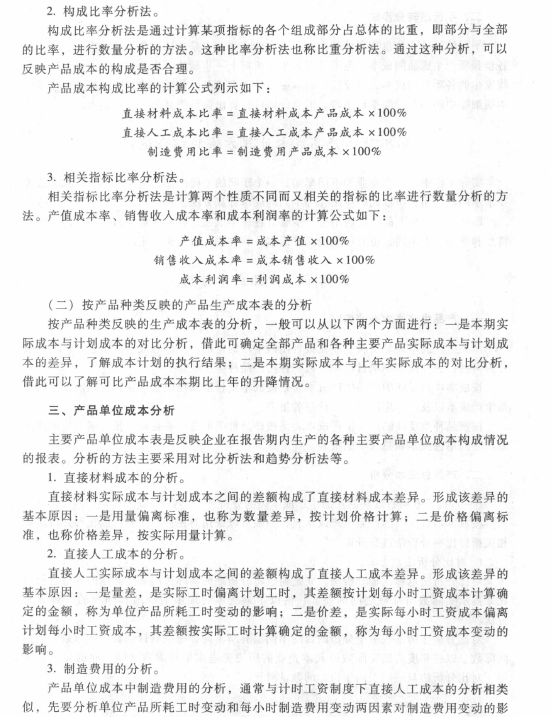 2. 构成比率分析法。
构成比率分析法是通过计算某项指标的各个组成部分占总体的比重，即部分与全部
的比率，进行数量分析的方法。这种比率分析法也称比重分析法。通过这种分析，可以
反映产品成本的构成是否合理。
产品成本构成比率的计算公式列示如下：
直接材料成本比率＝直接材料成本产品成本×100%
直接人工成本比率＝直接人工成本产品成本×100%
制造费用比率＝制造费用产品成本×100%
3. 相关指标比率分析法。
相关指标比率分析法是计算两个性质不同而又相关的指标的比率进行数量分析的方
法。产值成本率、销售收入成本率和成本利润率的计算公式如下：
产值成本率＝成本产值×100%
销售收入成本率＝成本销售收入×100%
成本利润率＝利润成本×100%
（二）按产品种类反映的产品生产成本表的分析
按产品种类反映的生产成本表的分析，一般可以从以下两个方面进行：一是本期实
际成本与计划成本的对比分析，借此可确定全部产品和各种主要产品实际成本与计划成
本的差异，了解成本计划的执行结果；二是本期实际成本与上年实际成本的对比分析，
借此可以了解可比产品成本本期比上年的升降情况。
三、产品单位成本分析
主要产品单位成本表是反映企业在报告期内生产的各种主要产品单位成本构成情况
的报表。分析的方法主要采用对比分析法和趋势分析法等。
1. 直接材料成本的分析。
直接材料实际成本与计划成本之间的差额构成了直接材料成本差异。形成该差异的
基本原因：一是用量偏离标准，也称为数量差异，按计划价格计算；二是价格偏离标
准，也称价格差异，按实际用量计算。
2. 直接人工成本的分析。
直接人工实际成本与计划成本之间的差额构成了直接人工成本差异。形成该差异的
基本原因：一是量差，是实际工时偏离计划工时，其差额按计划每小时工资成本计算确
定的金额，称为单位产品所耗工时变动的影响；二是价差，是实际每小时工资成本偏离
计划每小时工资成本，其差额按实际工时计算确定的金额，称为每小时工资成本变动的
影响。
3. 制造费用的分析。
产品单位成本中制造费用的分析，通常与计时工资制度下直接人工成本的分析相类
似，先要分析单位产品所耗工时变动和每小时制造费用变动两因素对制造费用变动的影